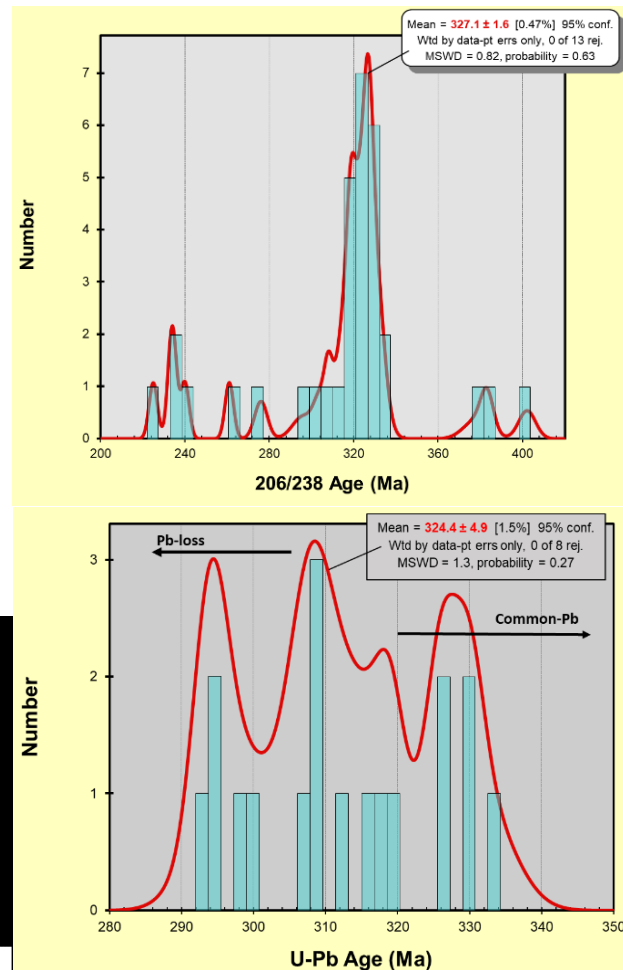 Mean = 327.1 ± 1.6 [0.47%] 95% conf.
Wtd by data-pt errs only, 0 of 13 rej.
MSWD = 0.82, probability = 0.63
7
6
5
4
3
2
1
0
Number
200 240 280 320 360 400
206/238 Age (Ma)
Mean = 324.4 ± 4.9 [1.5%] 95% conf.
Wtd by data-pt errs only, 0 of 8 rej.
MSWD = 1.3, probability = 0.27
Pb-loss
Common-Pb
3
2
1
0
Number
280 290 300 310 320 330 340 350
U-Pb Age (Ma)